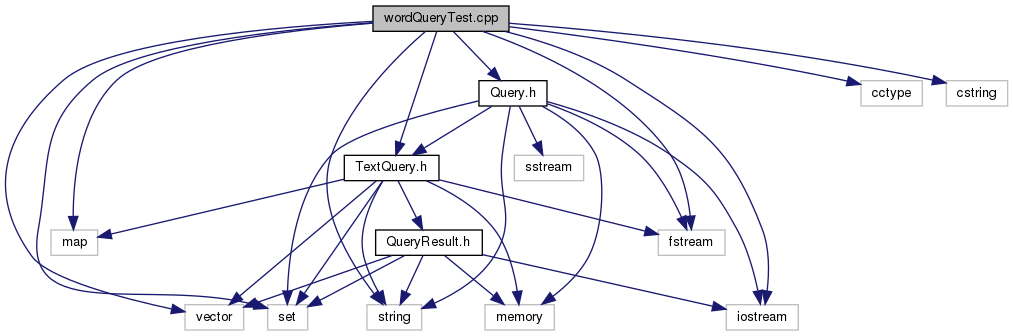 wordQueryTest.cpp
Query.h
cctype
cstring
TextQuery.h
sstream
map
QueryResult.h
fstream
vector
set
string
memory
iostream